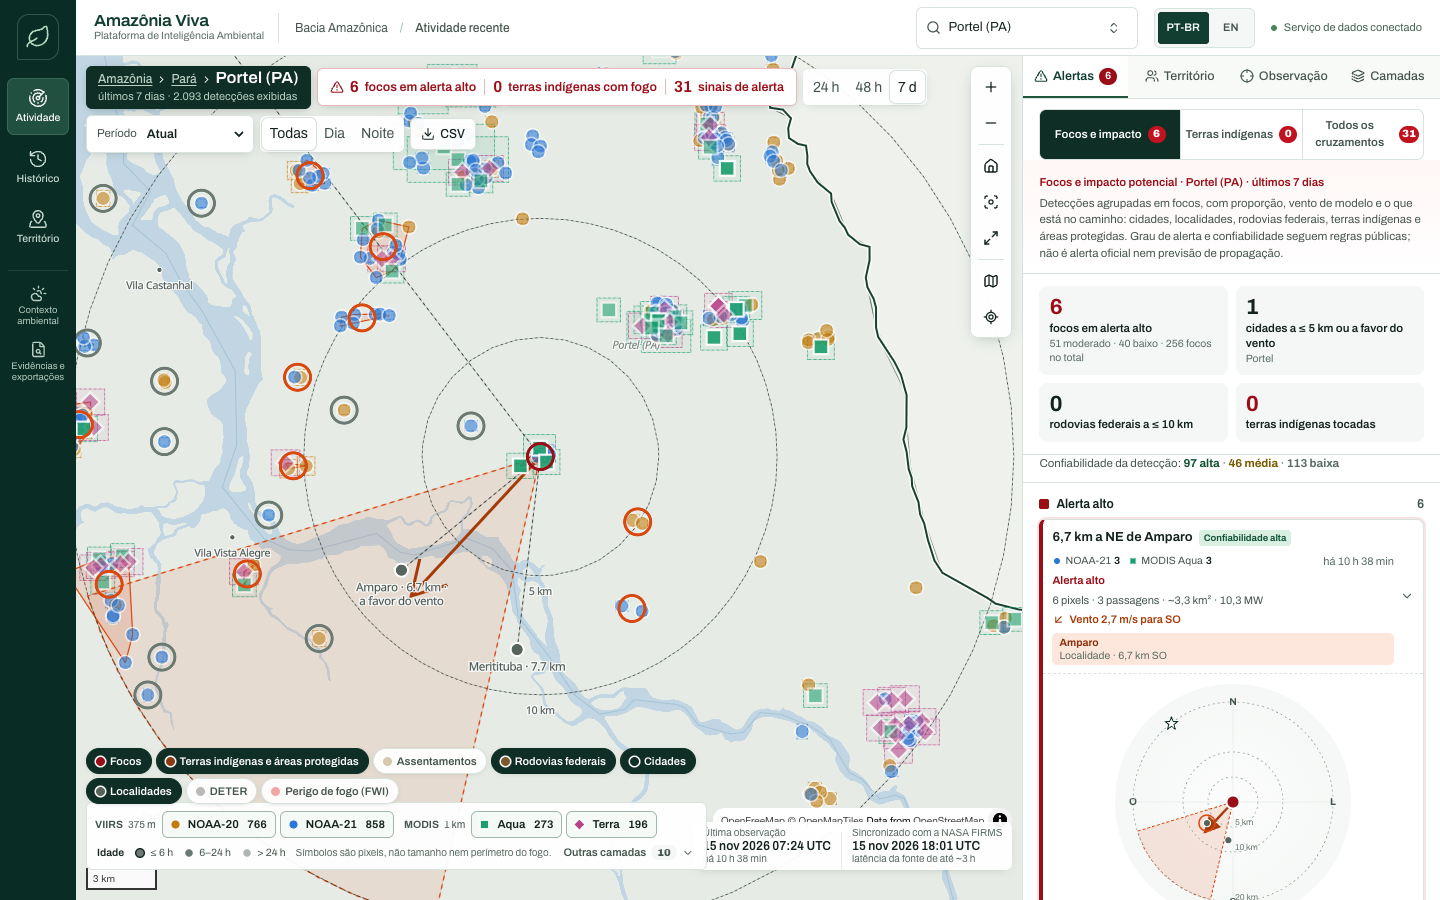 Amazônia Viva
Plataforma de Inteligência Ambiental
Bacia Amazônica / Atividade recente
Portel (PA)
PT-BR EN
Serviço de dados conectado
Atividade
Histórico
Território
Contexto
ambiental
Evidências e
exportações
Amazônia > Pará > Portel (PA)
últimos 7 dias · 2.093 detecções exibidas
6 focos em alerta alto
0 terras indígenas com fogo
31 sinais de alerta
24 h 48 h 7 d
Período Atual
Todas Dia Noite
CSV
Vila Castanhal
Portel (PA)
Vila Vista Alegre
Amparo · 6.7 km
a favor do vento
5 km
Meritituba · 7.7 km
10 km
Focos
Terras indígenas e áreas protegidas
Assentamentos
Rodovias federais
Cidades
Localidades
DETER
Perigo de fogo (FWI)
VIIRS 375 m NOAA-20 766 NOAA-21 858 MODIS 1 km Aqua 273 Terra 196
Idade ≤ 6 h 6–24 h > 24 h Símbolos são pixels, não tamanho nem perímetro do fogo. Outras camadas 10
3 km
OpenFreeMap © OpenMapTiles Data from OpenStreetMap
Última observação
15 nov 2026 07:24 UTC
há 10 h 38 min
Sincronizado com a NASA FIRMS
15 nov 2026 18:01 UTC
latência da fonte de até ~3 h
Alertas 6
Território
Observação
Camadas
Focos e impacto 6
Terras indígenas 0
Todos os
cruzamentos 31
Focos e impacto potencial · Portel (PA) · últimos 7 dias
Detecções agrupadas em focos, com proporção, vento de modelo e o que
está no caminho: cidades, localidades, rodovias federais, terras indígenas e
áreas protegidas. Grau de alerta e confiabilidade seguem regras públicas;
não é alerta oficial nem previsão de propagação.
6
focos em alerta alto
51 moderado · 40 baixo · 256 focos
no total
1
cidades a ≤ 5 km ou a favor do
vento
Portel
0
rodovias federais a ≤ 10 km
0
terras indígenas tocadas
Confiabilidade da detecção: 97 alta · 46 média · 113 baixa
Alerta alto 6
6,7 km a NE de Amparo Confiabilidade alta
NOAA-21 3 MODIS Aqua 3 há 10 h 38 min
Alerta alto
6 pixels · 3 passagens · ~3,3 km² · 10,3 MW
Vento 2,7 m/s para SO
Amparo
Localidade · 6,7 km SO
N
O
L
5 km
10 km
20 km